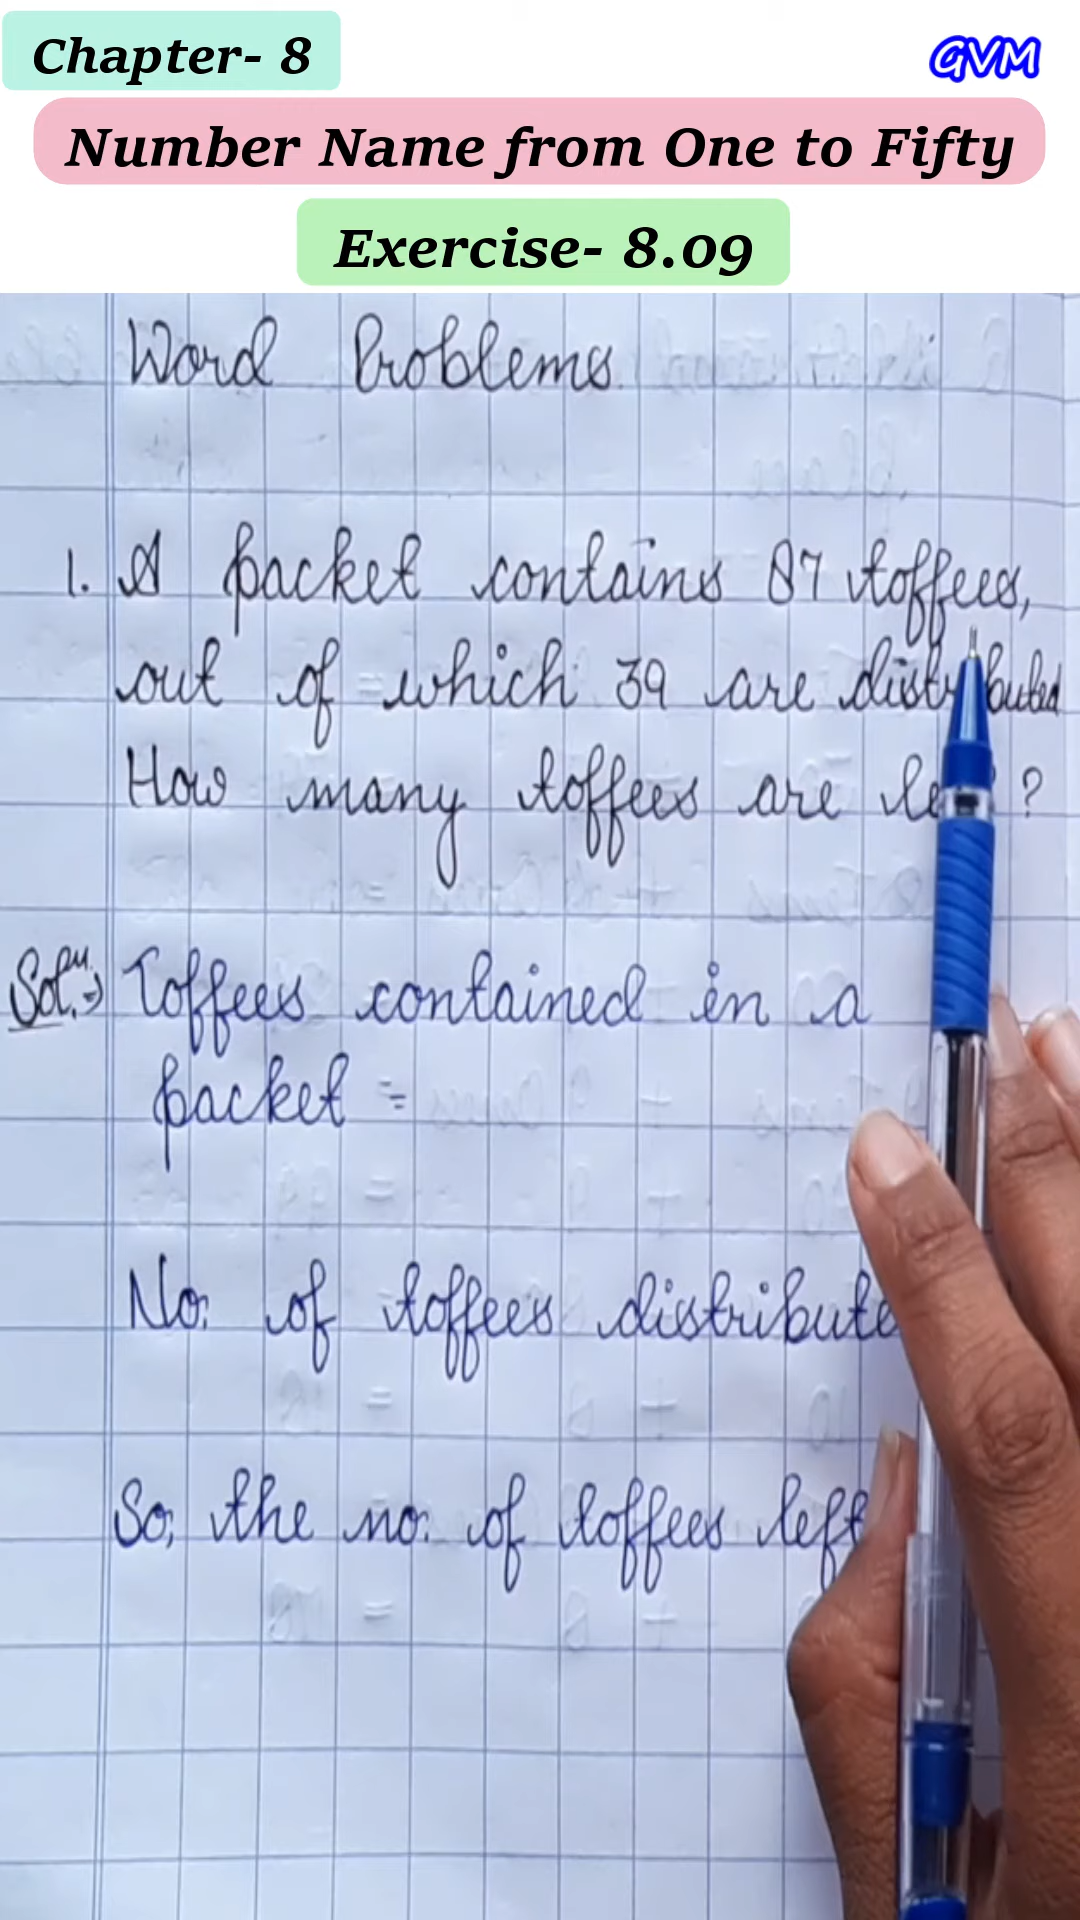 Chapter- 8
GVM
Number Name from One to Fifty
Exercise- 8.09
Word Problems.
1. A packet contains 87 toffees,
out of which 39 are distributed
How many toffees are ?
Sol.ⁿ ⇒ Toffees contained in a
packet =
No. of toffees
So, the no. of toffees left